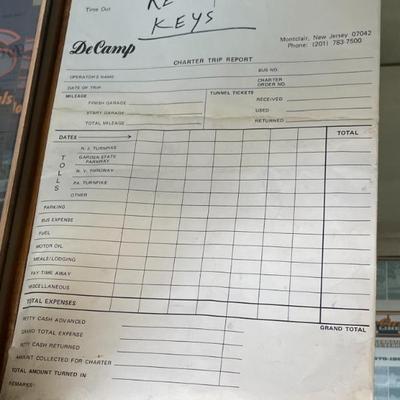 Time Out
KEYS
DeCamp
Montclair, New Jersey 07042
Phone: (201) 783-7500
CHARTER TRIP REPORT
OPERATOR'S NAME
BUS NO.
DATE OF TRIP
CHARTER ORDER NO.
MILEAGE
TUNNEL TICKETS
FINISH GARAGE
RECEIVED
START GARAGE
USED
TOTAL MILEAGE
RETURNED
DATES
TOTAL
TOLLS
N. J. TURNPIKE
GARDEN STATE PARKWAY
N. Y. THRUWAY
PA. TURNPIKE
OTHER
PARKING
BUS EXPENSE
FUEL
MOTOR OIL
MEALS/LODGING
PAY TIME AWAY
MISCELLANEOUS
TOTAL EXPENSES
PETTY CASH ADVANCED
GRAND TOTAL
GRAND TOTAL EXPENSE
PETTY CASH RETURNED
AMOUNT COLLECTED FOR CHARTER
TOTAL AMOUNT TURNED IN
REMARKS: